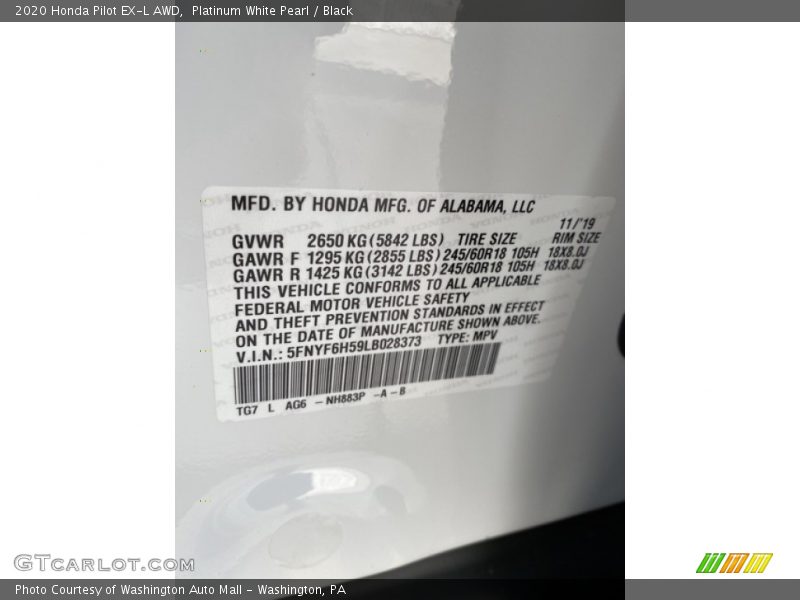 2020 Honda Pilot EX-L AWD,  Platinum White Pearl / Black
MFD. BY HONDA MFG. OF ALABAMA, LLC
11/'19
GVWR 2650 KG (5842 LBS) TIRE SIZE RIM SIZE
GAWR F 1295 KG (2855 LBS) 245/60R18 105H 18X8.0J
GAWR R 1425 KG (3142 LBS) 245/60R18 105H 18X8.0J
THIS VEHICLE CONFORMS TO ALL APPLICABLE
FEDERAL MOTOR VEHICLE SAFETY
AND THEFT PREVENTION STANDARDS IN EFFECT
ON THE DATE OF MANUFACTURE SHOWN ABOVE.
V.I.N.: 5FNYF6H59LB028373 TYPE: MPV
TG7 L AG6 -NH883P -A -B
GTCARLOT.COM
Photo Courtesy of Washington Auto Mall - Washington, PA